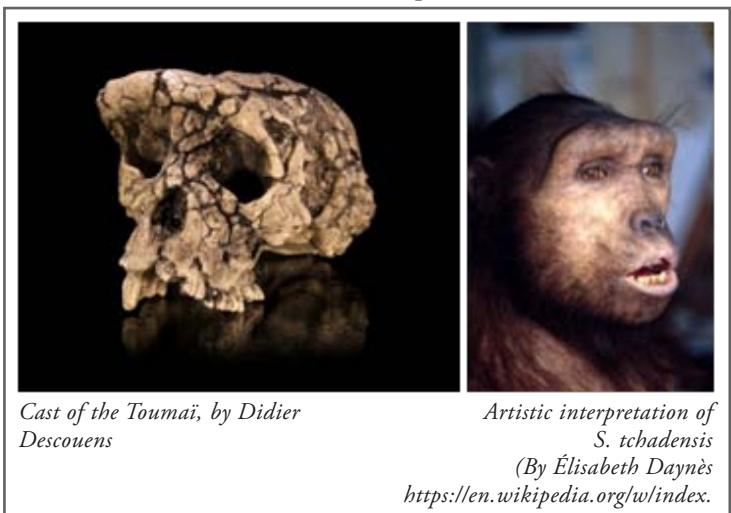 Cast of the Toumaï, by Didier
Descouens
Artistic interpretation of
S. tchadensis
(By Élisabeth Daynès
https://en.wikipedia.org/w/index.